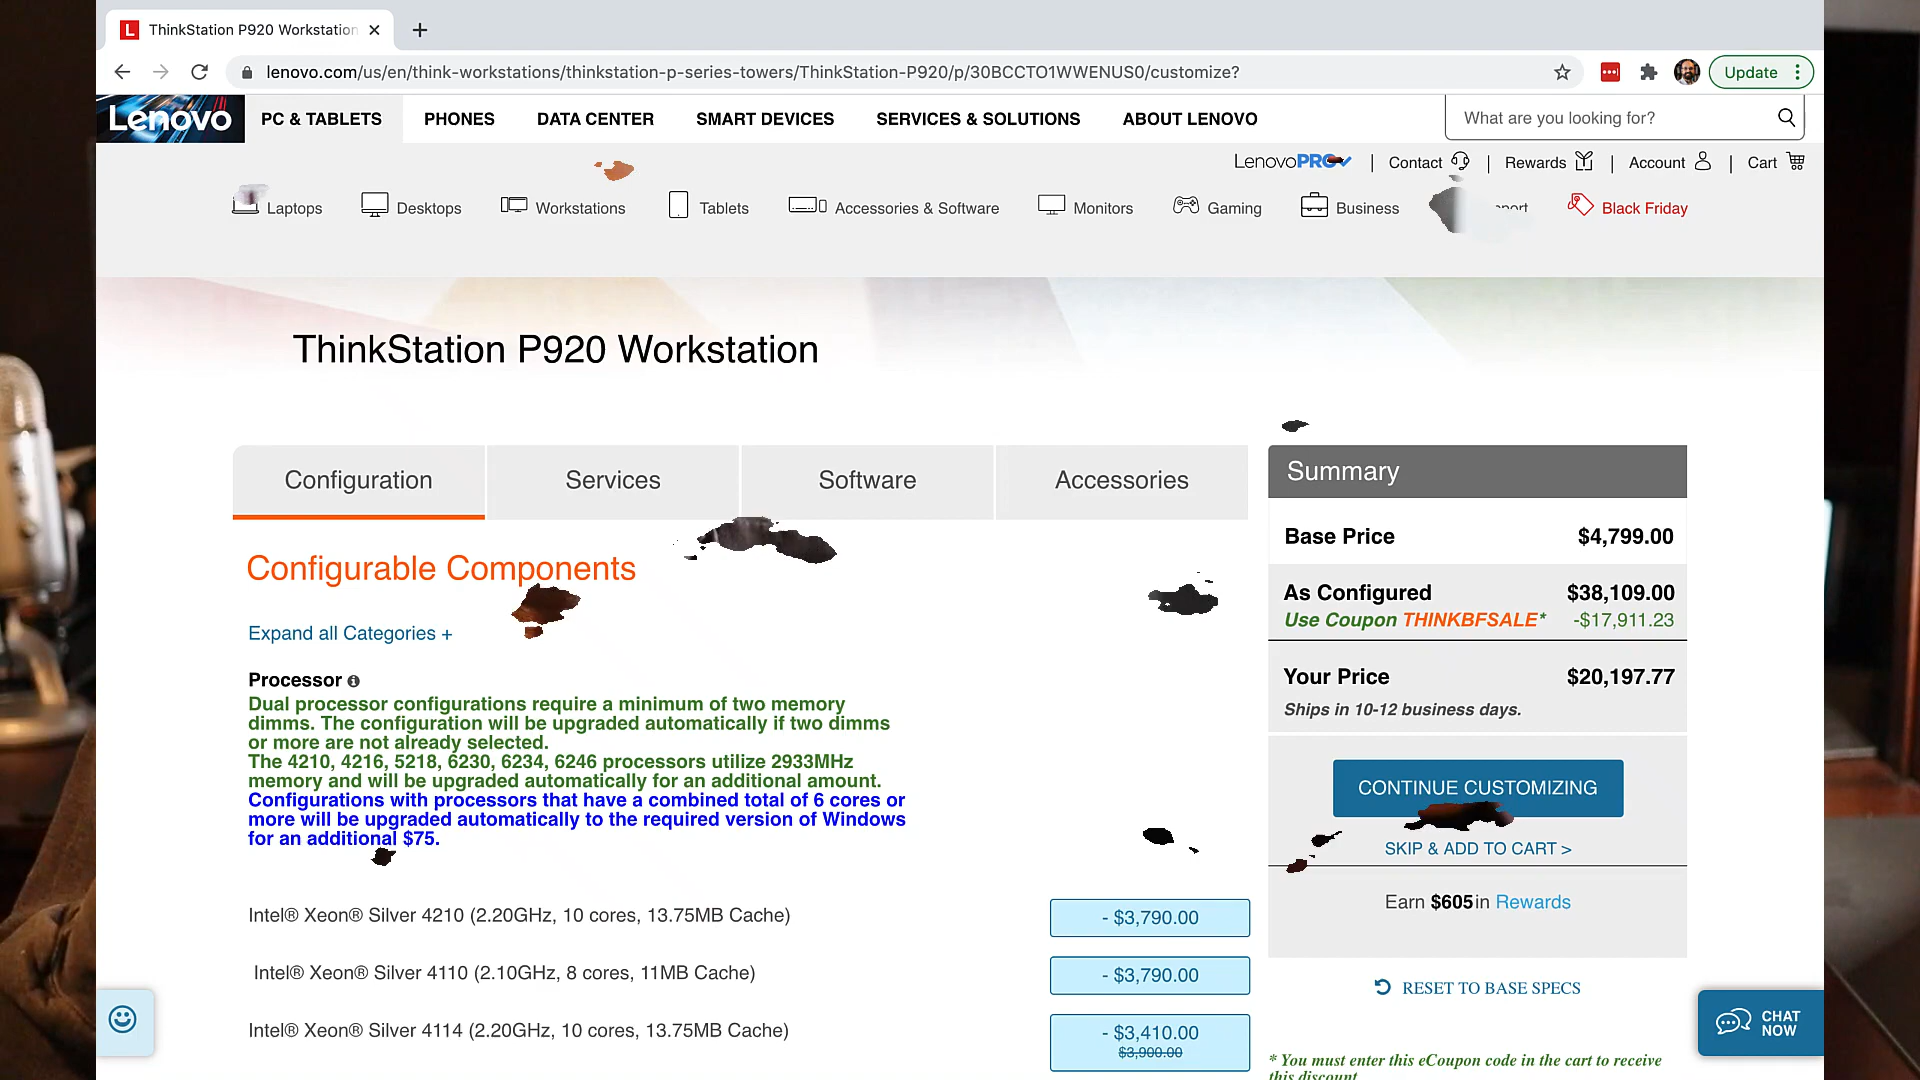 ThinkStation P920 Workstation
lenovo.com/us/en/think-workstations/thinkstation-p-series-towers/ThinkStation-P920/p/30BCCTO1WWENUS0/customize?
Update
Lenovo
PC & TABLETS
PHONES
DATA CENTER
SMART DEVICES
SERVICES & SOLUTIONS
ABOUT LENOVO
What are you looking for?
LenovoPRO
Contact
Rewards
Account
Cart
Laptops
Desktops
Workstations
Tablets
Accessories & Software
Monitors
Gaming
Business
Black Friday
ThinkStation P920 Workstation
Configuration
Services
Software
Accessories
Configurable Components
Expand all Categories +
Processor
Dual processor configurations require a minimum of two memory
dimms. The configuration will be upgraded automatically if two dimms
or more are not already selected.
The 4210, 4216, 5218, 6230, 6234, 6246 processors utilize 2933MHz
memory and will be upgraded automatically for an additional amount.
Configurations with processors that have a combined total of 6 cores or
more will be upgraded automatically to the required version of Windows
for an additional $75.
Intel® Xeon® Silver 4210 (2.20GHz, 10 cores, 13.75MB Cache)
- $3,790.00
Intel® Xeon® Silver 4110 (2.10GHz, 8 cores, 11MB Cache)
- $3,790.00
Intel® Xeon® Silver 4114 (2.20GHz, 10 cores, 13.75MB Cache)
- $3,410.00
$3,900.00
Summary
Base Price $4,799.00
As Configured $38,109.00
Use Coupon THINKBFSALE* -$17,911.23
Your Price $20,197.77
Ships in 10-12 business days.
CONTINUE CUSTOMIZING
SKIP & ADD TO CART >
Earn $605 in Rewards
RESET TO BASE SPECS
* You must enter this eCoupon code in the cart to receive
this discount
CHAT
NOW